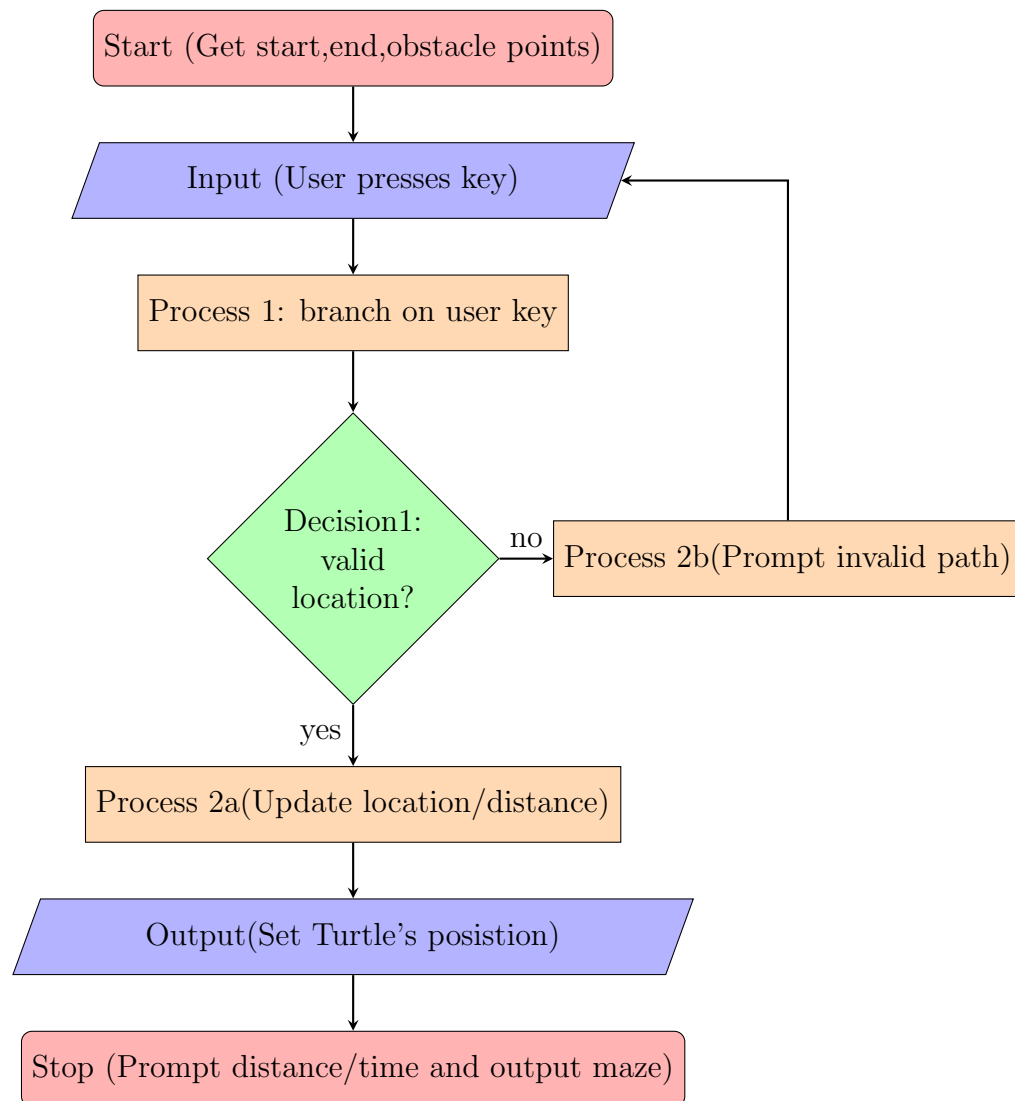 Start (Get start,end,obstacle points)
Input (User presses key)
Process 1: branch on user key
Decision1:
valid
location?
no
Process 2b(Prompt invalid path)
yes
Process 2a(Update location/distance)
Output(Set Turtle's posistion)
Stop (Prompt distance/time and output maze)